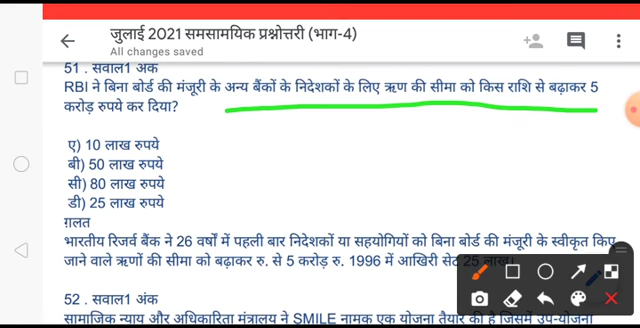 जुलाई 2021 समसामयिक प्रश्नोत्तरी (भाग-4)
All changes saved
51 . सवाल1 अंक
RBI ने बिना बोर्ड की मंजूरी के अन्य बैंकों के निदेशकों के लिए ऋण की सीमा को किस राशि से बढ़ाकर 5
करोड़ रुपये कर दिया?
ए) 10 लाख रुपये
बी) 50 लाख रुपये
सी) 80 लाख रुपये
डी) 25 लाख रुपये
ग़लत
भारतीय रिजर्व बैंक ने 26 वर्षों में पहली बार निदेशकों या सहयोगियों को बिना बोर्ड की मंजूरी के स्वीकृत किए
जाने वाले ऋणों की सीमा को बढ़ाकर रु. से 5 करोड़ रु. 1996 में आखिरी सेट 25 लाख।
52 . सवाल1 अंक
सामाजिक न्याय और अधिकारिता मंत्रालय ने SMILE नामक एक योजना तैयार की है जिसमें उप-योजना